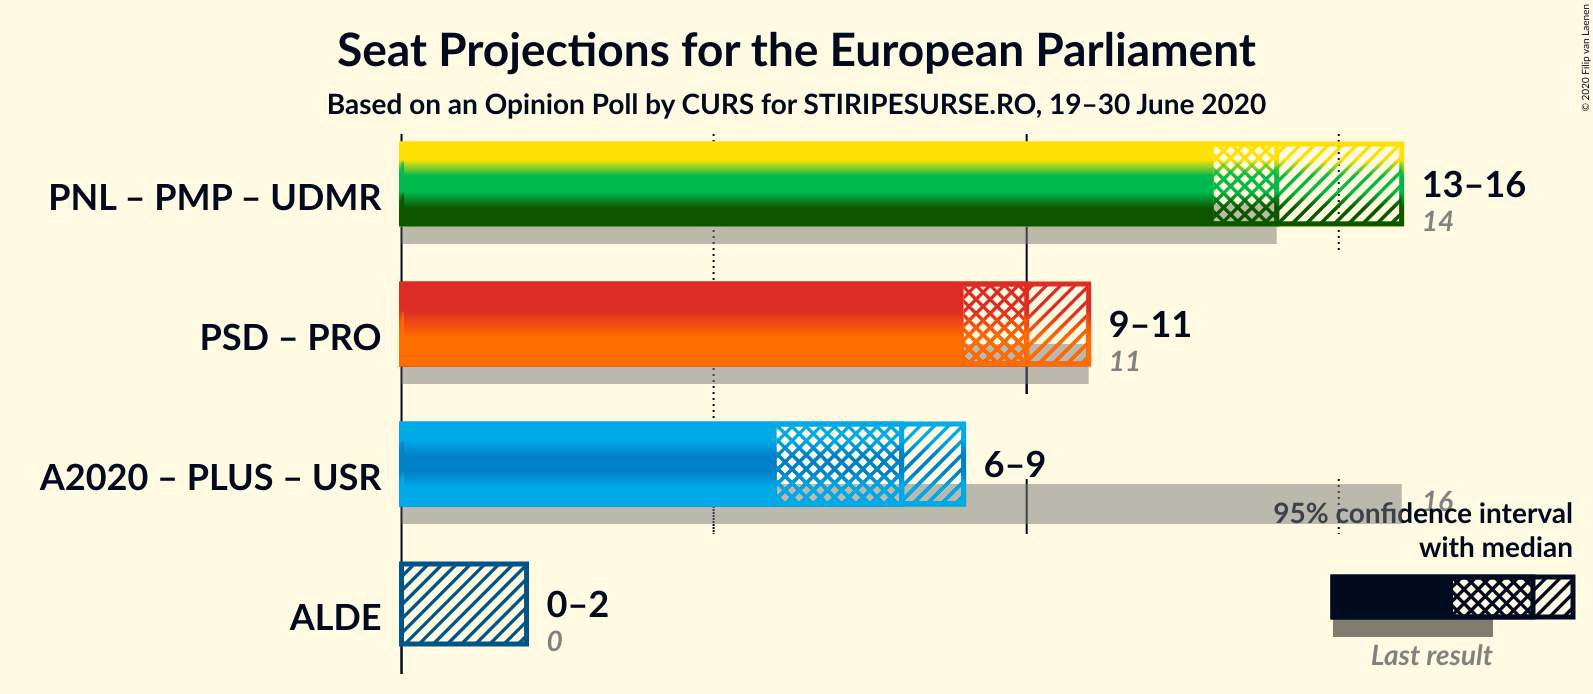 Seat Projections for the European Parliament
Based on an Opinion Poll by CURS for STIRIPESURSE.RO, 19–30 June 2020
© 2020 Filip van Laenen
PNL – PMP – UDMR
13–16
14
PSD – PRO
9–11
11
A2020 – PLUS – USR
6–9
16
95% confidence interval
with median
ALDE
0–2
0
Last result